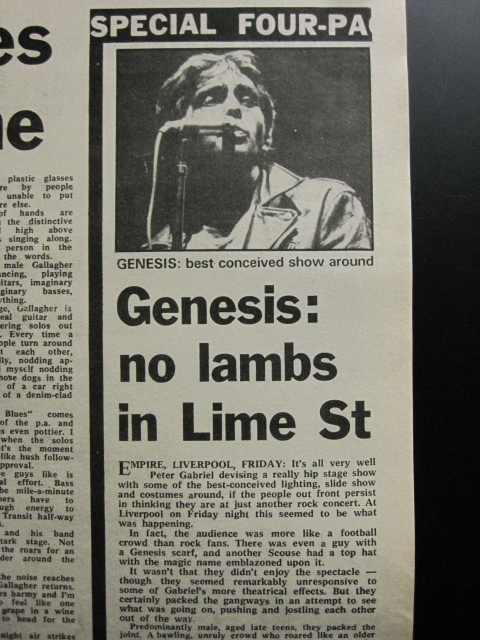 es
ne
plastic glasses
re by people
unable to put
re else.
of hands are
the distinctive
high above
singing along.
person in the
the words.
male Gallagher
ancing, playing
itars, imaginary
ginary basses,
ything.
ge, Gallagher is
eal guitar and
ering solos out
. Every time a
ople turn around
t each other,
lly, nodding ap-
myself nodding
hose dogs in the
of a car right
of a denim-clad
Blues" comes
of the p.a. and
s even pottier. I
when the solos
t's the moment
like hush follow-
pproval.
e guys like is
al effort. Bass
be mile-a-minute
ers have to
ugh energy to
Transit half-way
and his band
tark stage. Not
the roars for an
der around the
the noise reaches
Gallagher returns.
es harmy and I'm
o feel like one
grape in a wine
to head for the
night air strikes
SPECIAL FOUR-PA
GENESIS: best conceived show around
Genesis:
no lambs
in Lime St
EMPIRE, LIVERPOOL, FRIDAY: It's all very well
Peter Gabriel devising a really hip stage show
with some of the best-conceived lighting, slide show
and costumes around, if the people out front persist
in thinking they are at just another rock concert. At
Liverpool on Friday night this seemed to be what
was happening.
In fact, the audience was more like a football
crowd than rock fans. There was even a guy with
a Genesis scarf, and another Scouse had a top hat
with the magic name emblazoned upon it.
It wasn't that they didn't enjoy the spectacle —
though they seemed remarkably unresponsive to
some of Gabriel's more theatrical effects. But they
certainly packed the gangways, in an attempt to see
what was going on, pushing and jostling each other
out of the way.
Predominantly male, aged late teens, they packed the
joint. A bawling, unruly crowd who roared like an older